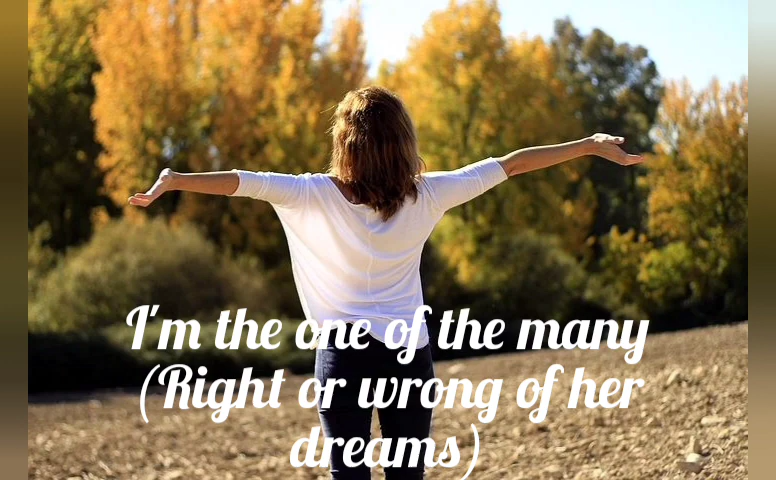 I'm the one of the many
(Right or wrong of her
dreams)